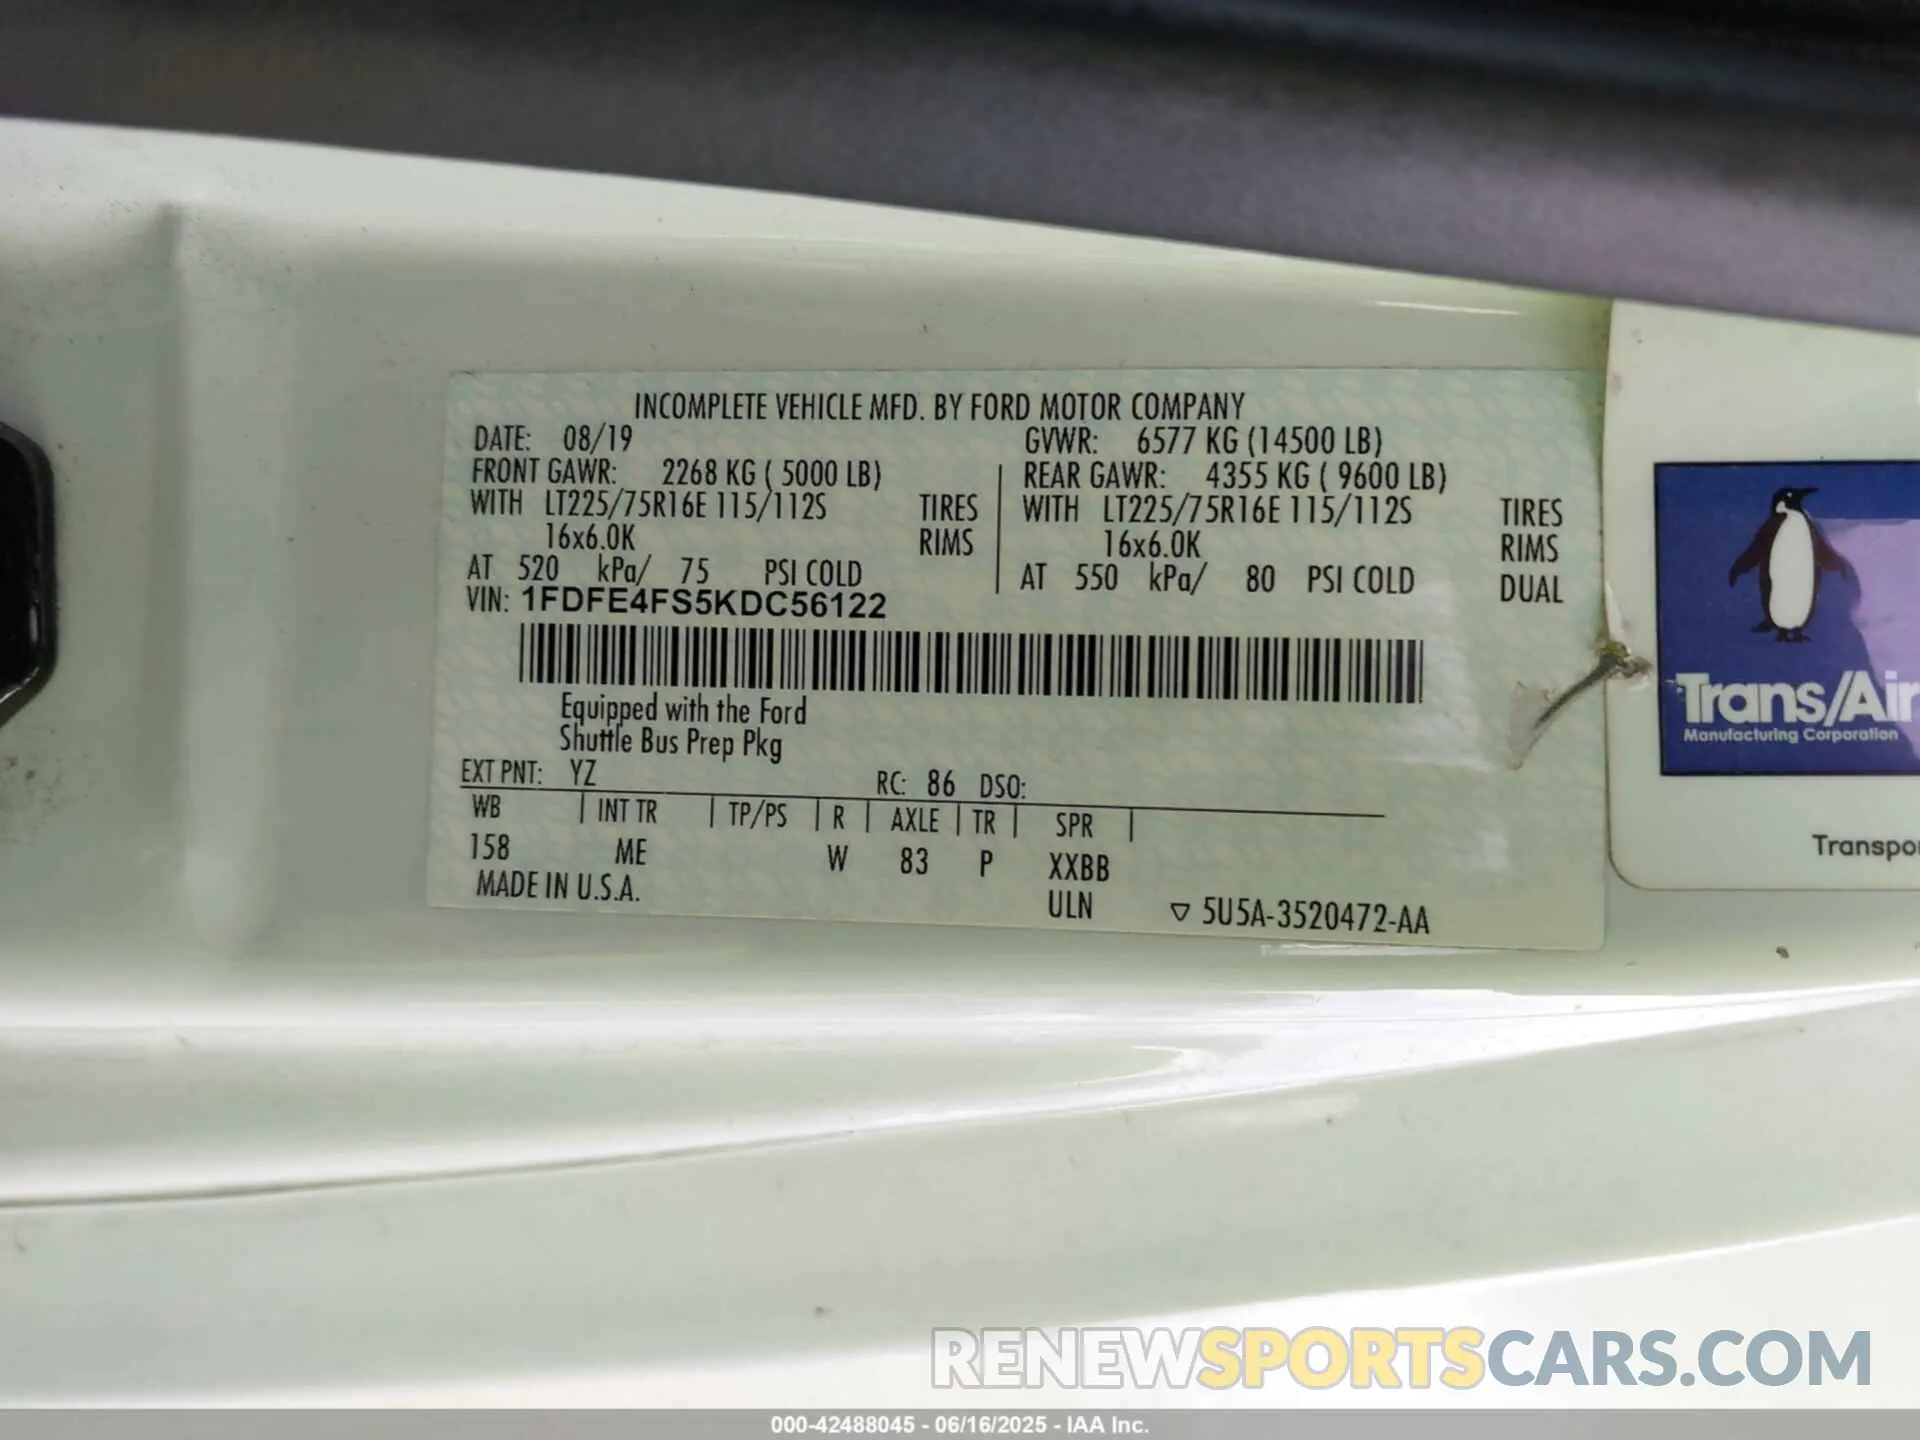 INCOMPLETE VEHICLE MFD. BY FORD MOTOR COMPANY
DATE: 08/19 GVWR: 6577 KG (14500 LB)
FRONT GAWR: 2268 KG ( 5000 LB) REAR GAWR: 4355 KG ( 9600 LB)
WITH LT225/75R16E 115/112S TIRES WITH LT225/75R16E 115/112S TIRES
16x6.0K RIMS 16x6.0K RIMS
AT 520 kPa/ 75 PSI COLD AT 550 kPa/ 80 PSI COLD DUAL
VIN: 1FDFE4FS5KDC56122
Equipped with the Ford
Shuttle Bus Prep Pkg
EXT PNT: YZ RC: 86 DSO:
WB INT TR TP/PS R AXLE TR SPR
158 ME W 83 P XXBB
MADE IN U.S.A. ULN ▽ 5U5A-3520472-AA
Trans/Air
Manufacturing Corporation
Transpo
RENEWSPORTSCARS.COM
000-42488045 - 06/16/2025 - IAA Inc.